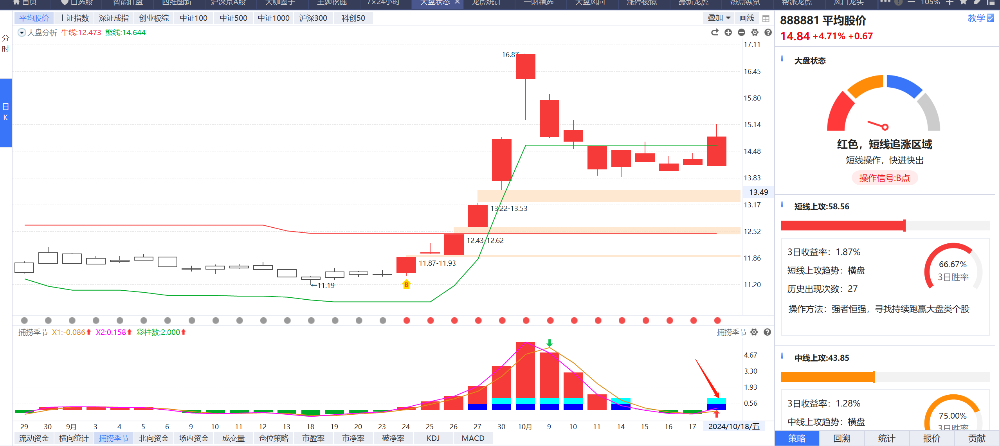 首页 自选股 智能盯盘 四维图新 沪深京A股 大咖圈子 主题挖掘 7×24小时 大盘状态 龙虎统计 一财精选 大盘风向 涨停棱镜 最新龙虎 热点纵览 帮派龙虎 风口龙头 105%
平均股价 上证指数 深证成指 创业板综 中证100 中证500 中证1000 沪深300 科创50 叠加 画线
大盘分析 牛线:12.473 熊线:14.644
分时
日K
17.11
16.45
15.80
15.14
14.48
13.83
13.49
13.17
12.52
11.86
11.20
16.87
13.22-13.53
12.43-12.62
11.87-11.93
←11.19
B
捕捞季节 X1:-0.086 X2:0.158 彩柱数:2.000 捕捞季节
4.67
3.30
1.93
0.56
29 30 9月 3 4 5 6 9 10 11 12 13 18 19 20 23 24 25 26 27 30 10月 9 10 11 14 15 16 17 2024/10/18/五
流动资金 横向统计 捕捞季节 北向资金 场内资金 成交量 仓位策略 市盈率 市净率 破净率 KDJ MACD
888881 平均股价 教学
14.84 +4.71% +0.67
大盘状态
红色，短线追涨区域
短线操作，快进快出
操作信号:B点
短线上攻:58.56
3日收益率：1.87%
短线上攻趋势：横盘
历史出现次数：27
66.67%
3日胜率
操作方法：强者恒强，寻找持续跑赢大盘类个股
中线上攻:43.85
3日收益率：1.28%
中线上攻趋势：横盘
75.00%
3日胜率
策略 回溯 统计 报价 贡献